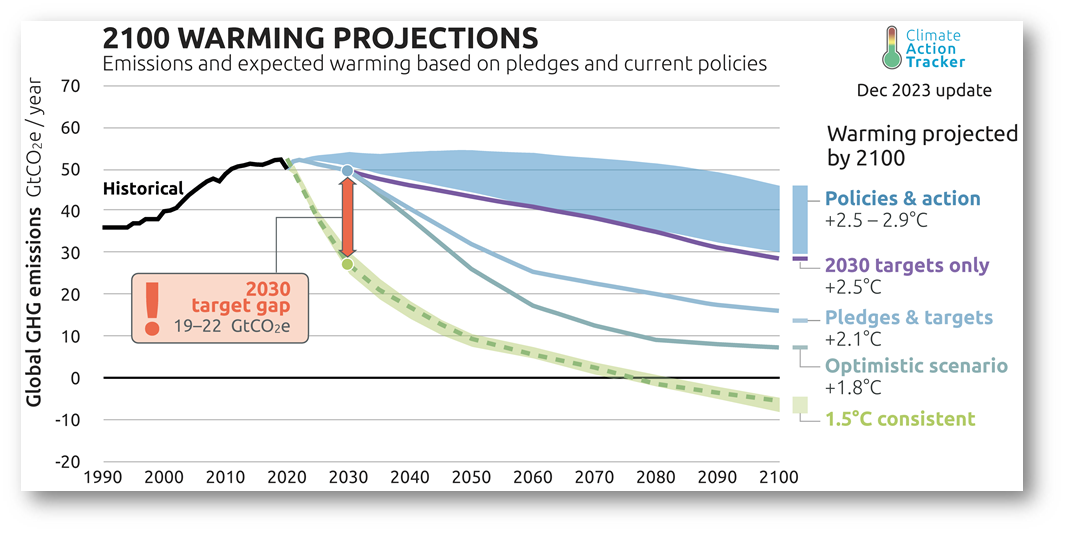 2100 WARMING PROJECTIONS
Emissions and expected warming based on pledges and current policies
Climate
Action
Tracker
Dec 2023 update
Global GHG emissions GtCO₂e / year
70
60
50
40
30
20
10
0
-10
-20
Historical
2030
target gap
19–22 GtCO₂e
1990 2000 2010 2020 2030 2040 2050 2060 2070 2080 2090 2100
Warming projected
by 2100
Policies & action
+2.5 – 2.9°C
2030 targets only
+2.5°C
Pledges & targets
+2.1°C
Optimistic scenario
+1.8°C
1.5°C consistent